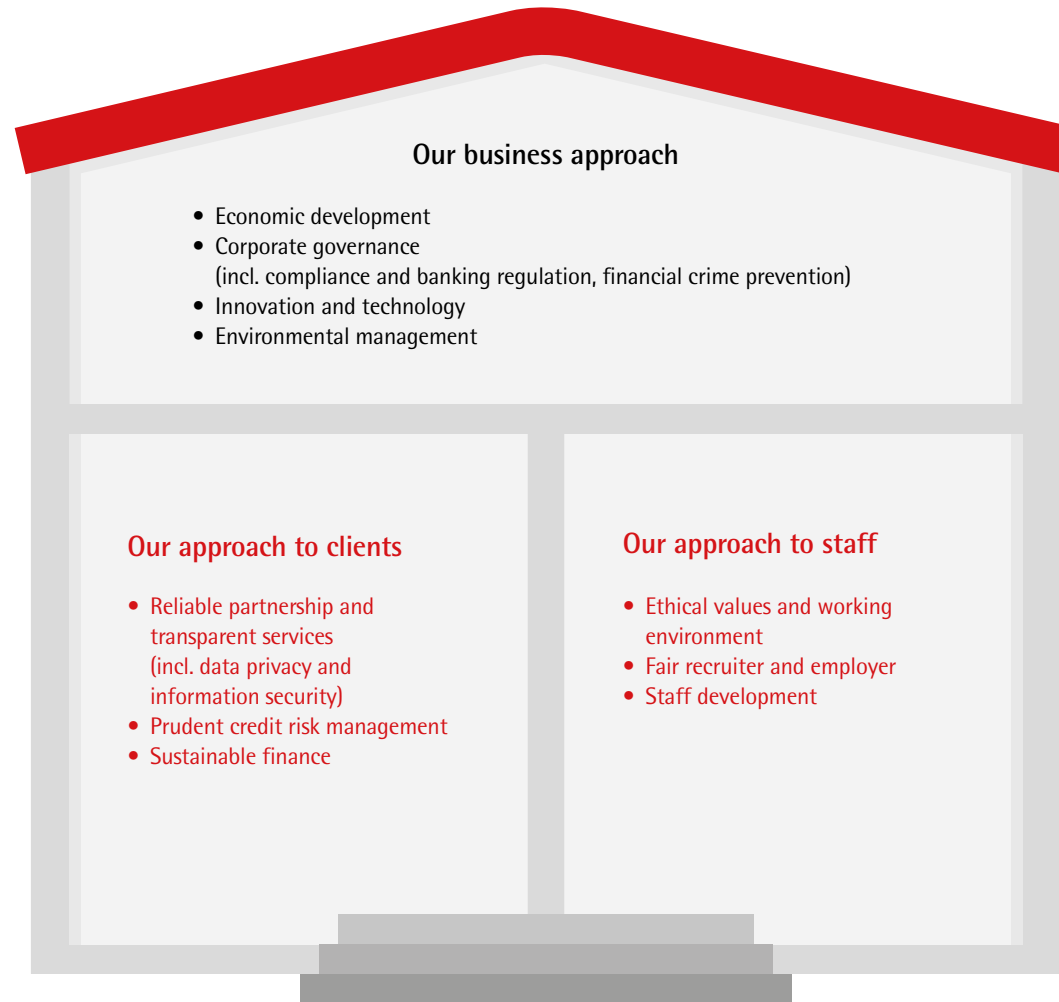 Our business approach
• Economic development
• Corporate governance
(incl. compliance and banking regulation, financial crime prevention)
• Innovation and technology
• Environmental management
Our approach to clients
• Reliable partnership and
transparent services
(incl. data privacy and
information security)
• Prudent credit risk management
• Sustainable finance
Our approach to staff
• Ethical values and working
environment
• Fair recruiter and employer
• Staff development